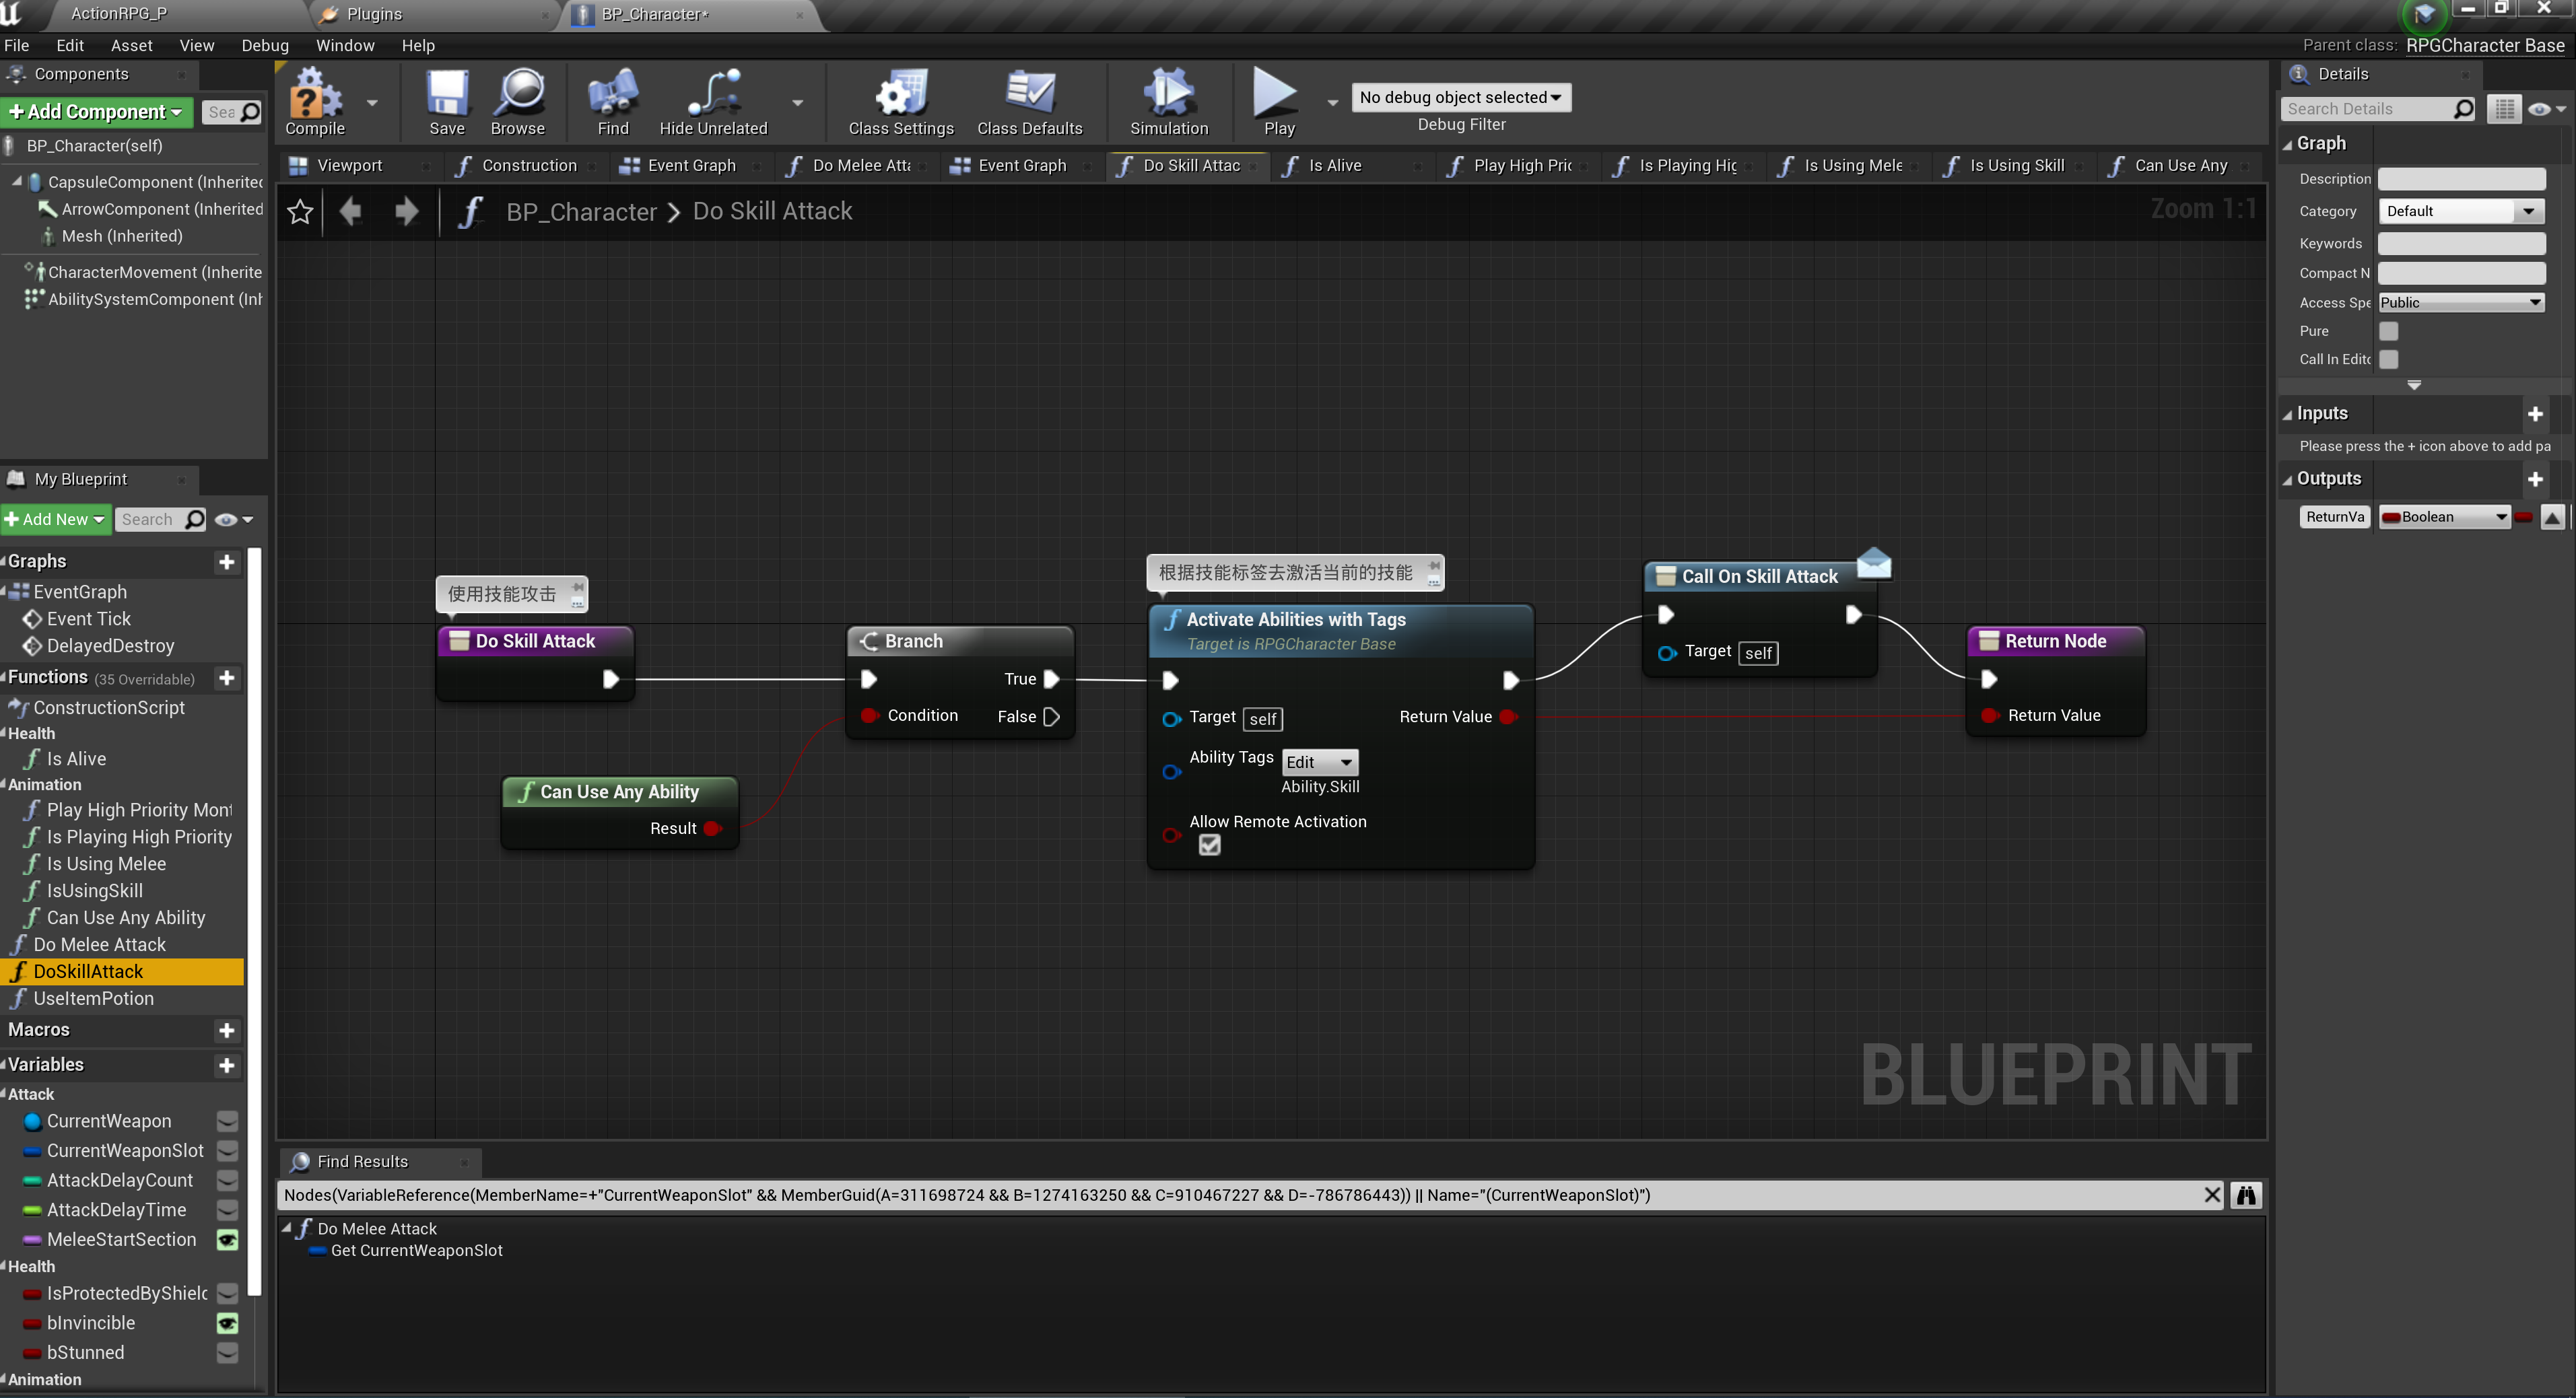 ActionRPG_P
Plugins
BP_Character*
File Edit Asset View Debug Window Help
Parent class: RPGCharacter Base
Components
Add Component
Sea
BP_Character(self)
CapsuleComponent (Inherited
ArrowComponent (Inherited
Mesh (Inherited)
CharacterMovement (Inherite
AbilitySystemComponent (Inh
My Blueprint
Add New
Search
Graphs
EventGraph
Event Tick
DelayedDestroy
Functions (35 Overridable)
ConstructionScript
Health
Is Alive
Animation
Play High Priority Mont
Is Playing High Priority
Is Using Melee
IsUsingSkill
Can Use Any Ability
Do Melee Attack
DoSkillAttack
UseItemPotion
Macros
Variables
Attack
CurrentWeapon
CurrentWeaponSlot
AttackDelayCount
AttackDelayTime
MeleeStartSection
Health
IsProtectedByShield
bInvincible
bStunned
Animation
Compile
Save
Browse
Find
Hide Unrelated
Class Settings
Class Defaults
Simulation
Play
No debug object selected
Debug Filter
Viewport
Construction
Event Graph
Do Melee Atta
Event Graph
Do Skill Attac
Is Alive
Play High Pric
Is Playing Hig
Is Using Mele
Is Using Skill
Can Use Any
BP_Character > Do Skill Attack
Zoom 1:1
使用技能攻击
Do Skill Attack
Branch
True
Condition
False
Can Use Any Ability
Result
根据技能标签去激活当前的技能
Activate Abilities with Tags
Target is RPGCharacter Base
Target self
Return Value
Ability Tags Edit
Ability.Skill
Allow Remote Activation
Call On Skill Attack
Target self
Return Node
Return Value
BLUEPRINT
Find Results
Nodes(VariableReference(MemberName=+"CurrentWeaponSlot" && MemberGuid(A=311698724 && B=1274163250 && C=910467227 && D=-786786443)) || Name="(CurrentWeaponSlot)")
Do Melee Attack
Get CurrentWeaponSlot
Details
Search Details
Graph
Description
Category Default
Keywords
Compact N
Access Spe Public
Pure
Call In Edito
Inputs
Please press the + icon above to add pa
Outputs
ReturnVa Boolean